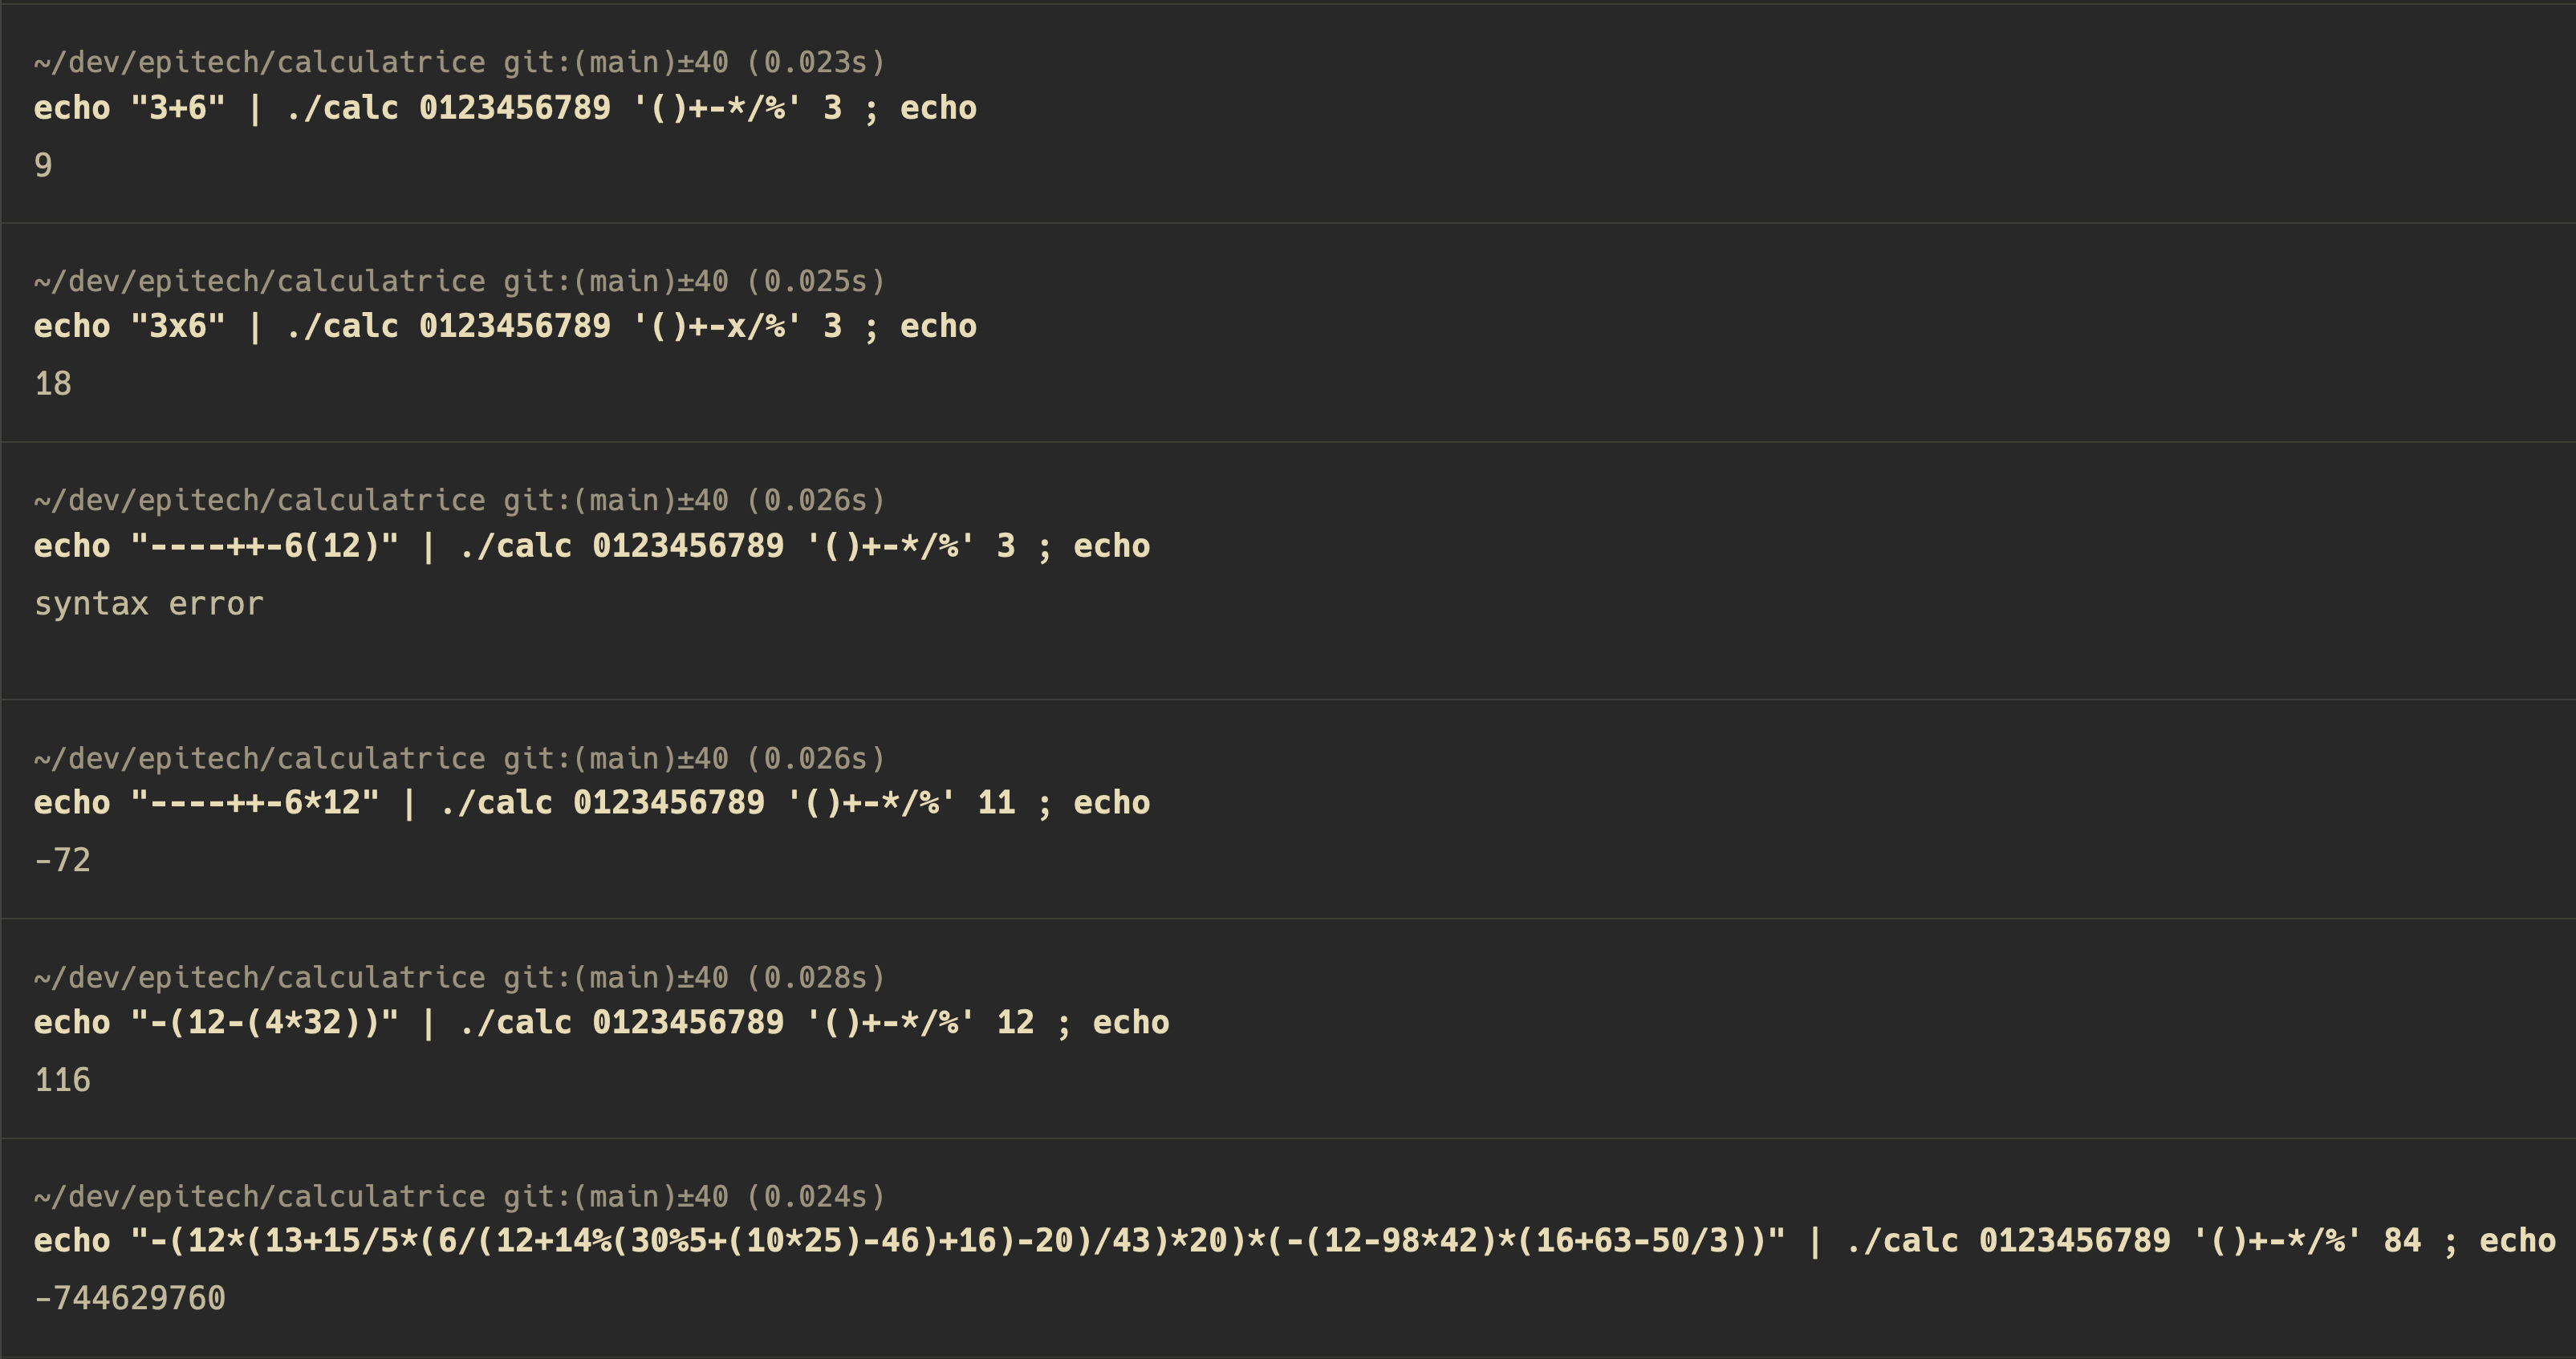 ~/dev/epitech/calculatrice git:(main)±40 (0.023s)
echo "3+6" | ./calc 0123456789 '()+-*/%' 3 ; echo
9
~/dev/epitech/calculatrice git:(main)±40 (0.025s)
echo "3x6" | ./calc 0123456789 '()+-x/%' 3 ; echo
18
~/dev/epitech/calculatrice git:(main)±40 (0.026s)
echo "----++-6(12)" | ./calc 0123456789 '()+-*/%' 3 ; echo
syntax error
~/dev/epitech/calculatrice git:(main)±40 (0.026s)
echo "----++-6*12" | ./calc 0123456789 '()+-*/%' 11 ; echo
-72
~/dev/epitech/calculatrice git:(main)±40 (0.028s)
echo "-(12-(4*32))" | ./calc 0123456789 '()+-*/%' 12 ; echo
116
~/dev/epitech/calculatrice git:(main)±40 (0.024s)
echo "-(12*(13+15/5*(6/(12+14%(30%5+(10*25)-46)+16)-20)/43)*20)*(-(12-98*42)*(16+63-50/3))" | ./calc 0123456789 '()+-*/%' 84 ; echo
-744629760